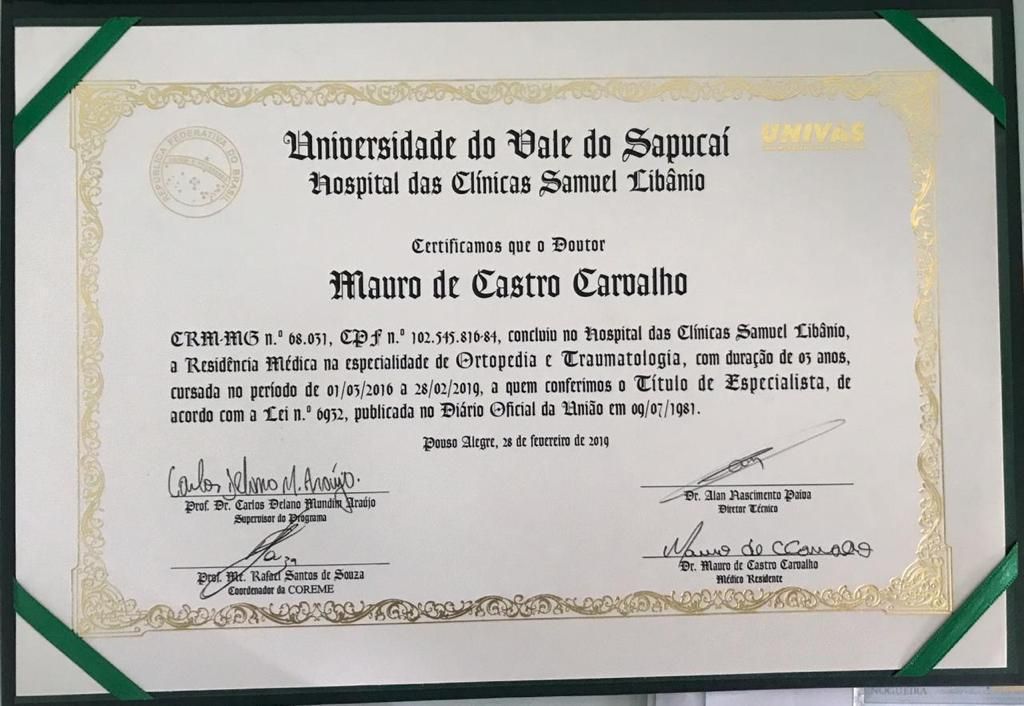 REPÚBLICA FEDERATIVA DO BRASIL
UNIVÁS
Universidade do Vale do Sapucaí
Hospital das Clínicas Samuel Libânio
Certificamos que o Doutor
Mauro de Castro Carvalho
CRM-MG n.º 68.031, CPF n.º 102.545.816-84, concluiu no Hospital das Clínicas Samuel Libânio,
a Residência Médica na especialidade de Ortopedia e Traumatologia, com duração de 03 anos,
cursada no período de 01/03/2016 a 28/02/2019, a quem conferimos o Título de Especialista, de
acordo com a Lei n.º 6932, publicada no Diário Oficial da União em 09/07/1981.
Pouso Alegre, 28 de fevereiro de 2019
Carlos Delano M. Araújo.
Prof. Dr. Carlos Delano Mundim Araújo
Supervisor do Programa
Dr. Alan Nascimento Paiva
Diretor Técnico
Prof. Me. Rafael Santos de Souza
Coordenador da COREME
Mauro de C Carvalho
Dr. Mauro de Castro Carvalho
Médico Residente
NOGUEIRA